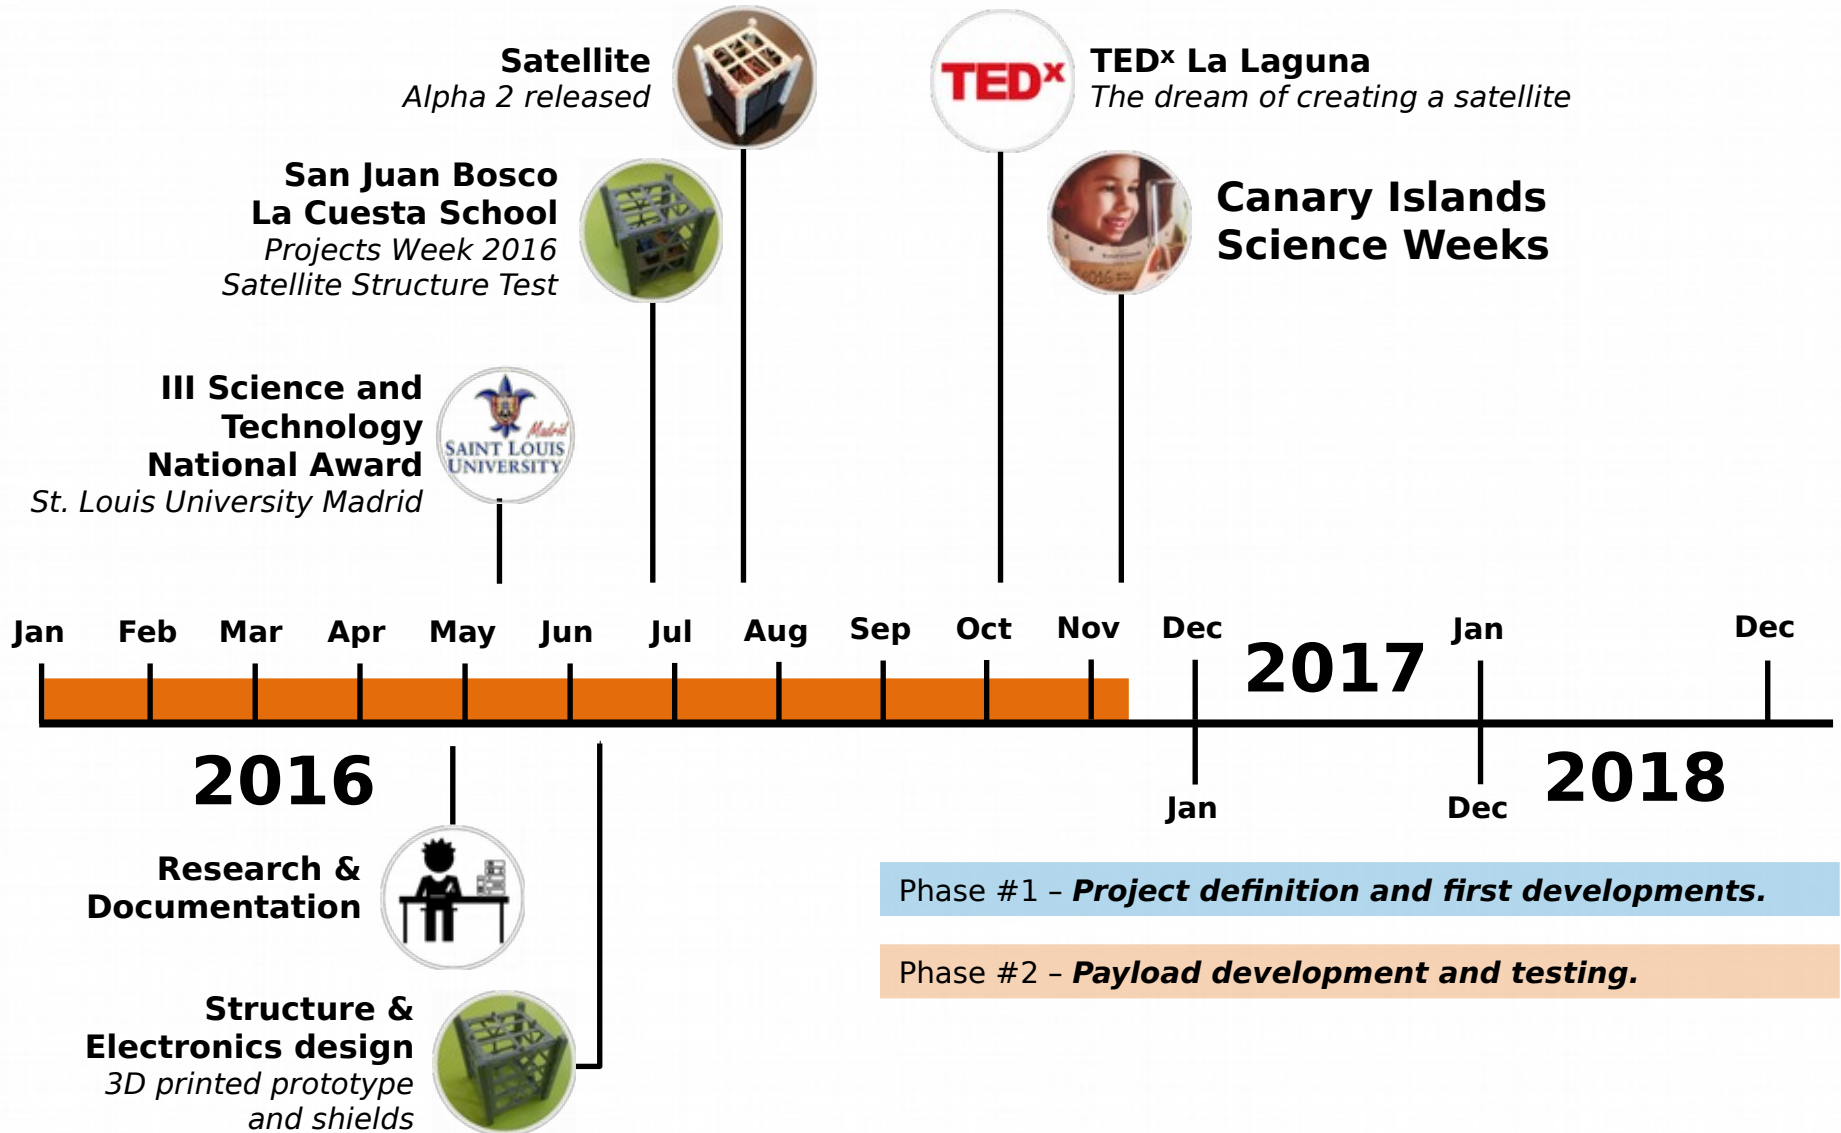 Satellite
Alpha 2 released
TEDx
TEDx La Laguna
The dream of creating a satellite
San Juan Bosco
La Cuesta School
Projects Week 2016
Satellite Structure Test
Canary Islands
Science Weeks
III Science and
Technology
National Award
St. Louis University Madrid
Madrid
SAINT LOUIS
UNIVERSITY
Jan Feb Mar Apr May Jun Jul Aug Sep Oct Nov Dec Jan Dec
2017
2016
2018
Jan Dec
Research &
Documentation
Phase #1 – Project definition and first developments.
Phase #2 – Payload development and testing.
Structure &
Electronics design
3D printed prototype
and shields